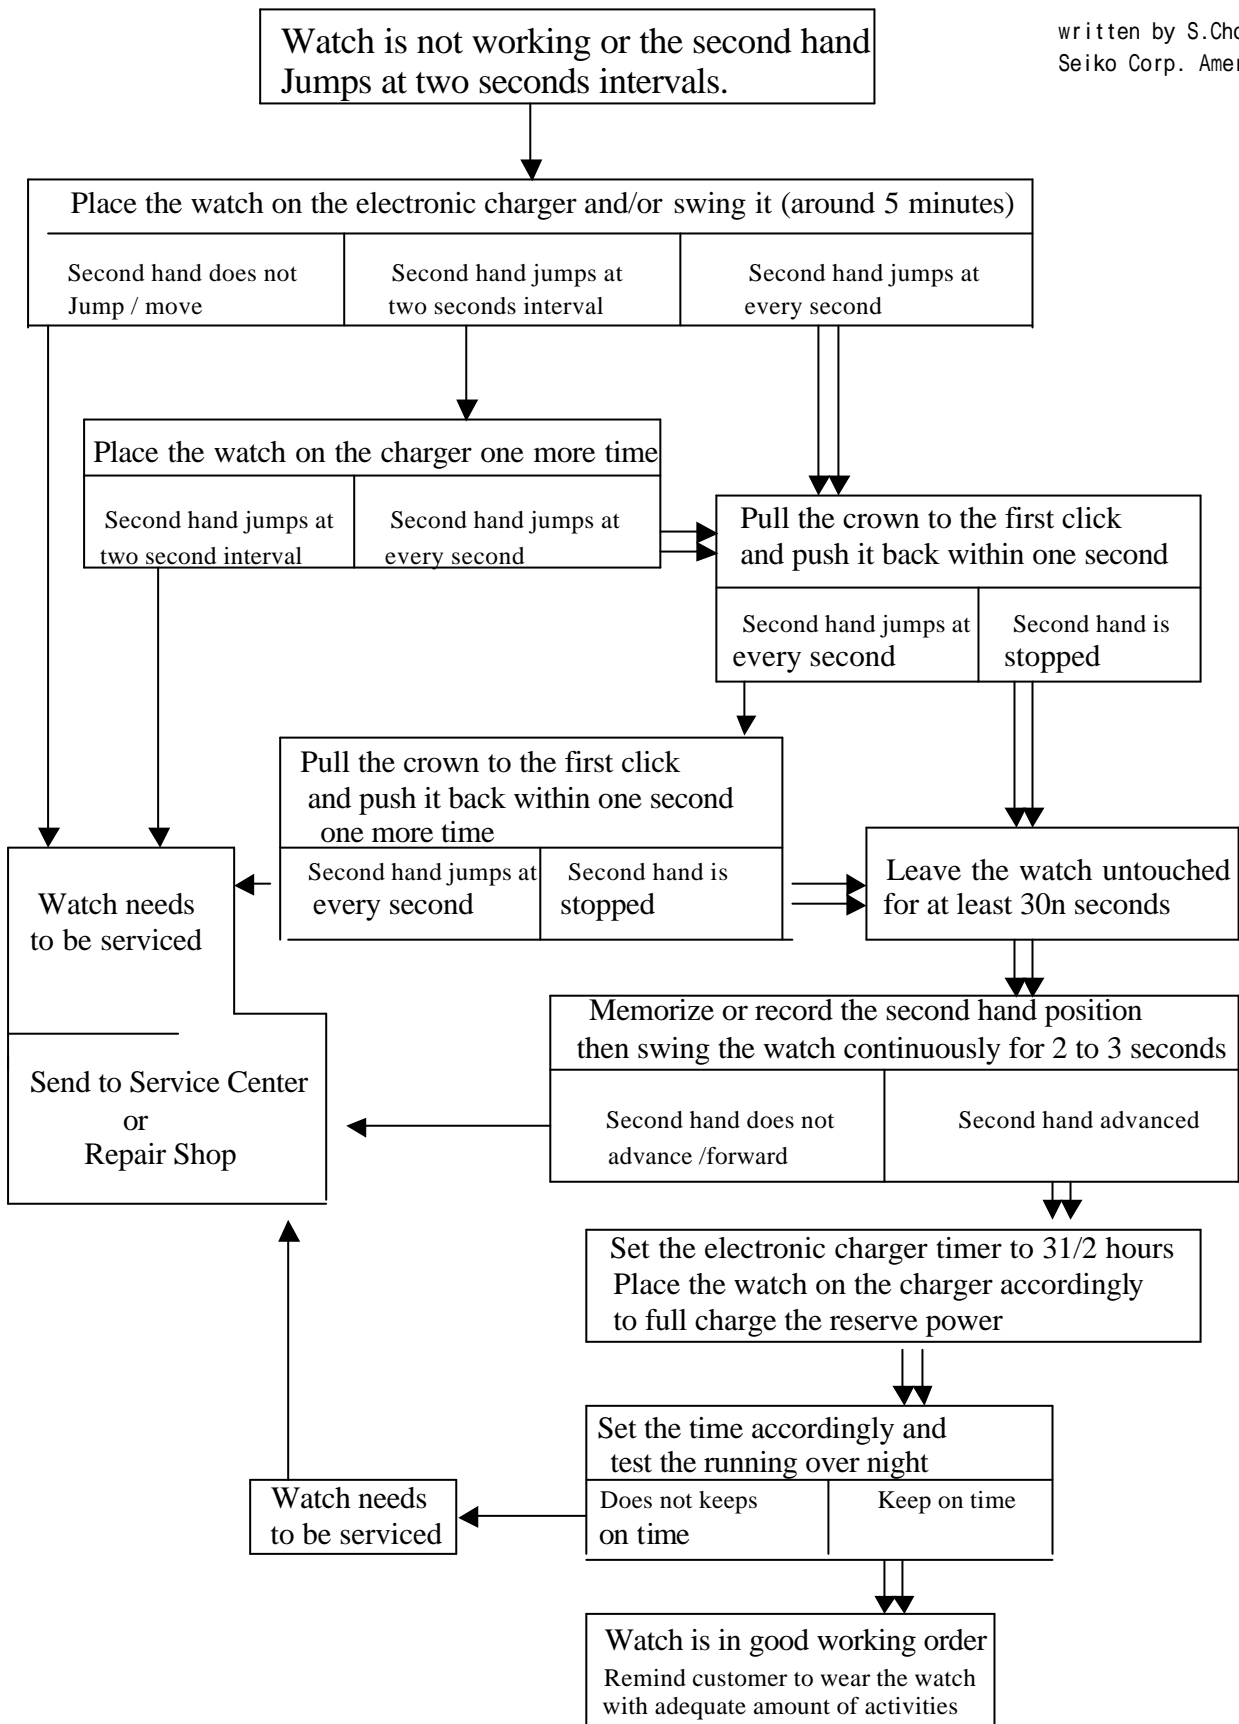 Watch is not working or the second hand
Jumps at two seconds intervals.
written by S.Cho
Seiko Corp. Amer
Place the watch on the electronic charger and/or swing it (around 5 minutes)
Second hand does not
Jump / move
Second hand jumps at
two seconds interval
Second hand jumps at
every second
Place the watch on the charger one more time
Second hand jumps at
two second interval
Second hand jumps at
every second
Pull the crown to the first click
and push it back within one second
Second hand jumps at
every second
Second hand is
stopped
Pull the crown to the first click
and push it back within one second
one more time
Second hand jumps at
every second
Second hand is
stopped
Leave the watch untouched
for at least 30n seconds
Watch needs
to be serviced
Send to Service Center
or
Repair Shop
Memorize or record the second hand position
then swing the watch continuously for 2 to 3 seconds
Second hand does not
advance /forward
Second hand advanced
Set the electronic charger timer to 31/2 hours
Place the watch on the charger accordingly
to full charge the reserve power
Set the time accordingly and
test the running over night
Does not keeps
on time
Keep on time
Watch needs
to be serviced
Watch is in good working order
Remind customer to wear the watch
with adequate amount of activities